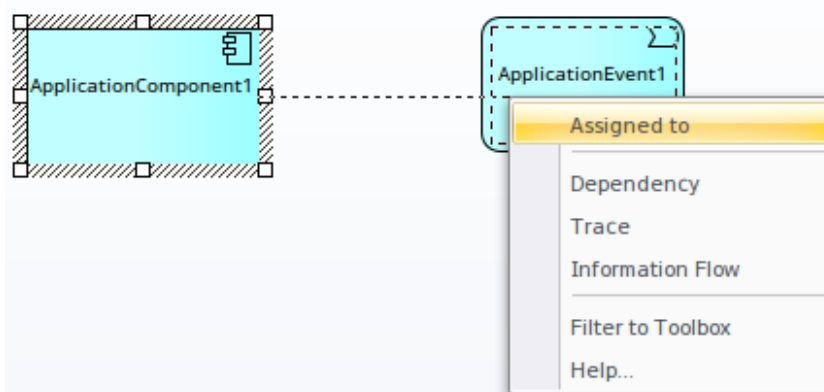 ApplicationComponent1
ApplicationEvent1
Assigned to
Dependency
Trace
Information Flow
Filter to Toolbox
Help...